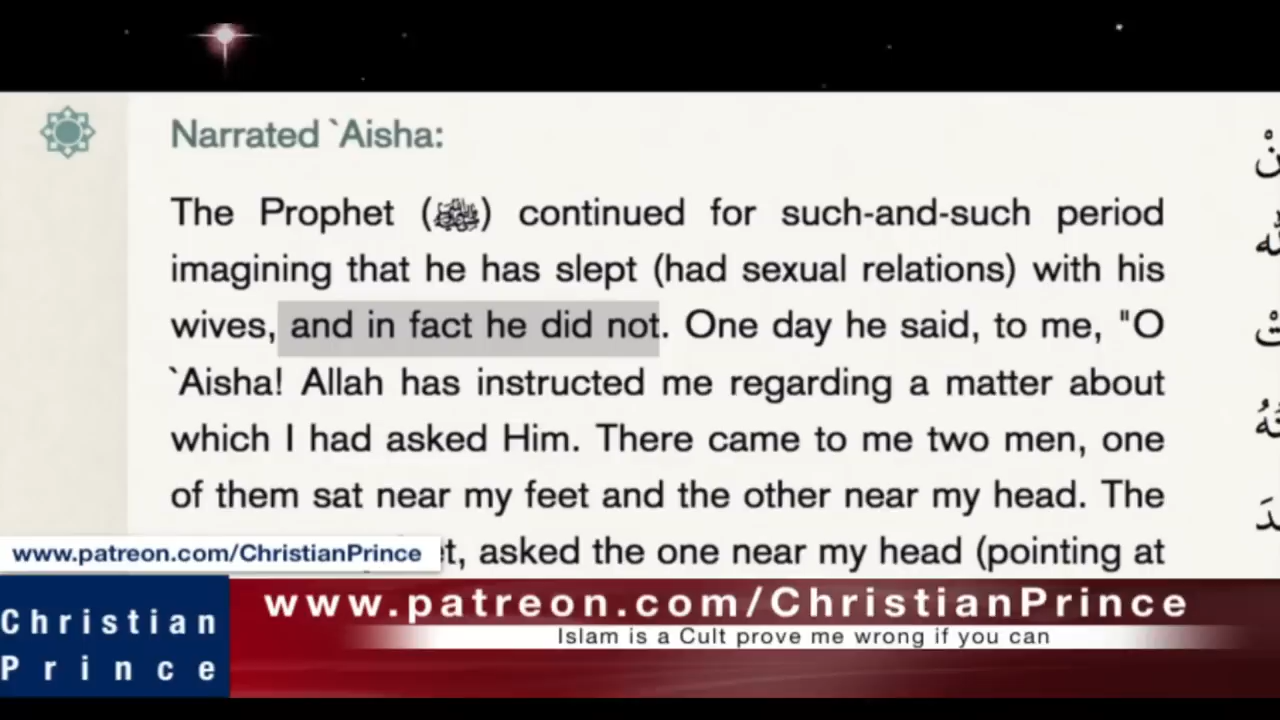 Narrated `Aisha:
The Prophet (ﷺ) continued for such-and-such period
imagining that he has slept (had sexual relations) with his
wives, and in fact he did not. One day he said, to me, "O
`Aisha! Allah has instructed me regarding a matter about
which I had asked Him. There came to me two men, one
of them sat near my feet and the other near my head. The
asked the one near my head (pointing at
www.patreon.com/ChristianPrince
Christian
Prince
www.patreon.com/ChristianPrince
Islam is a Cult prove me wrong if you can